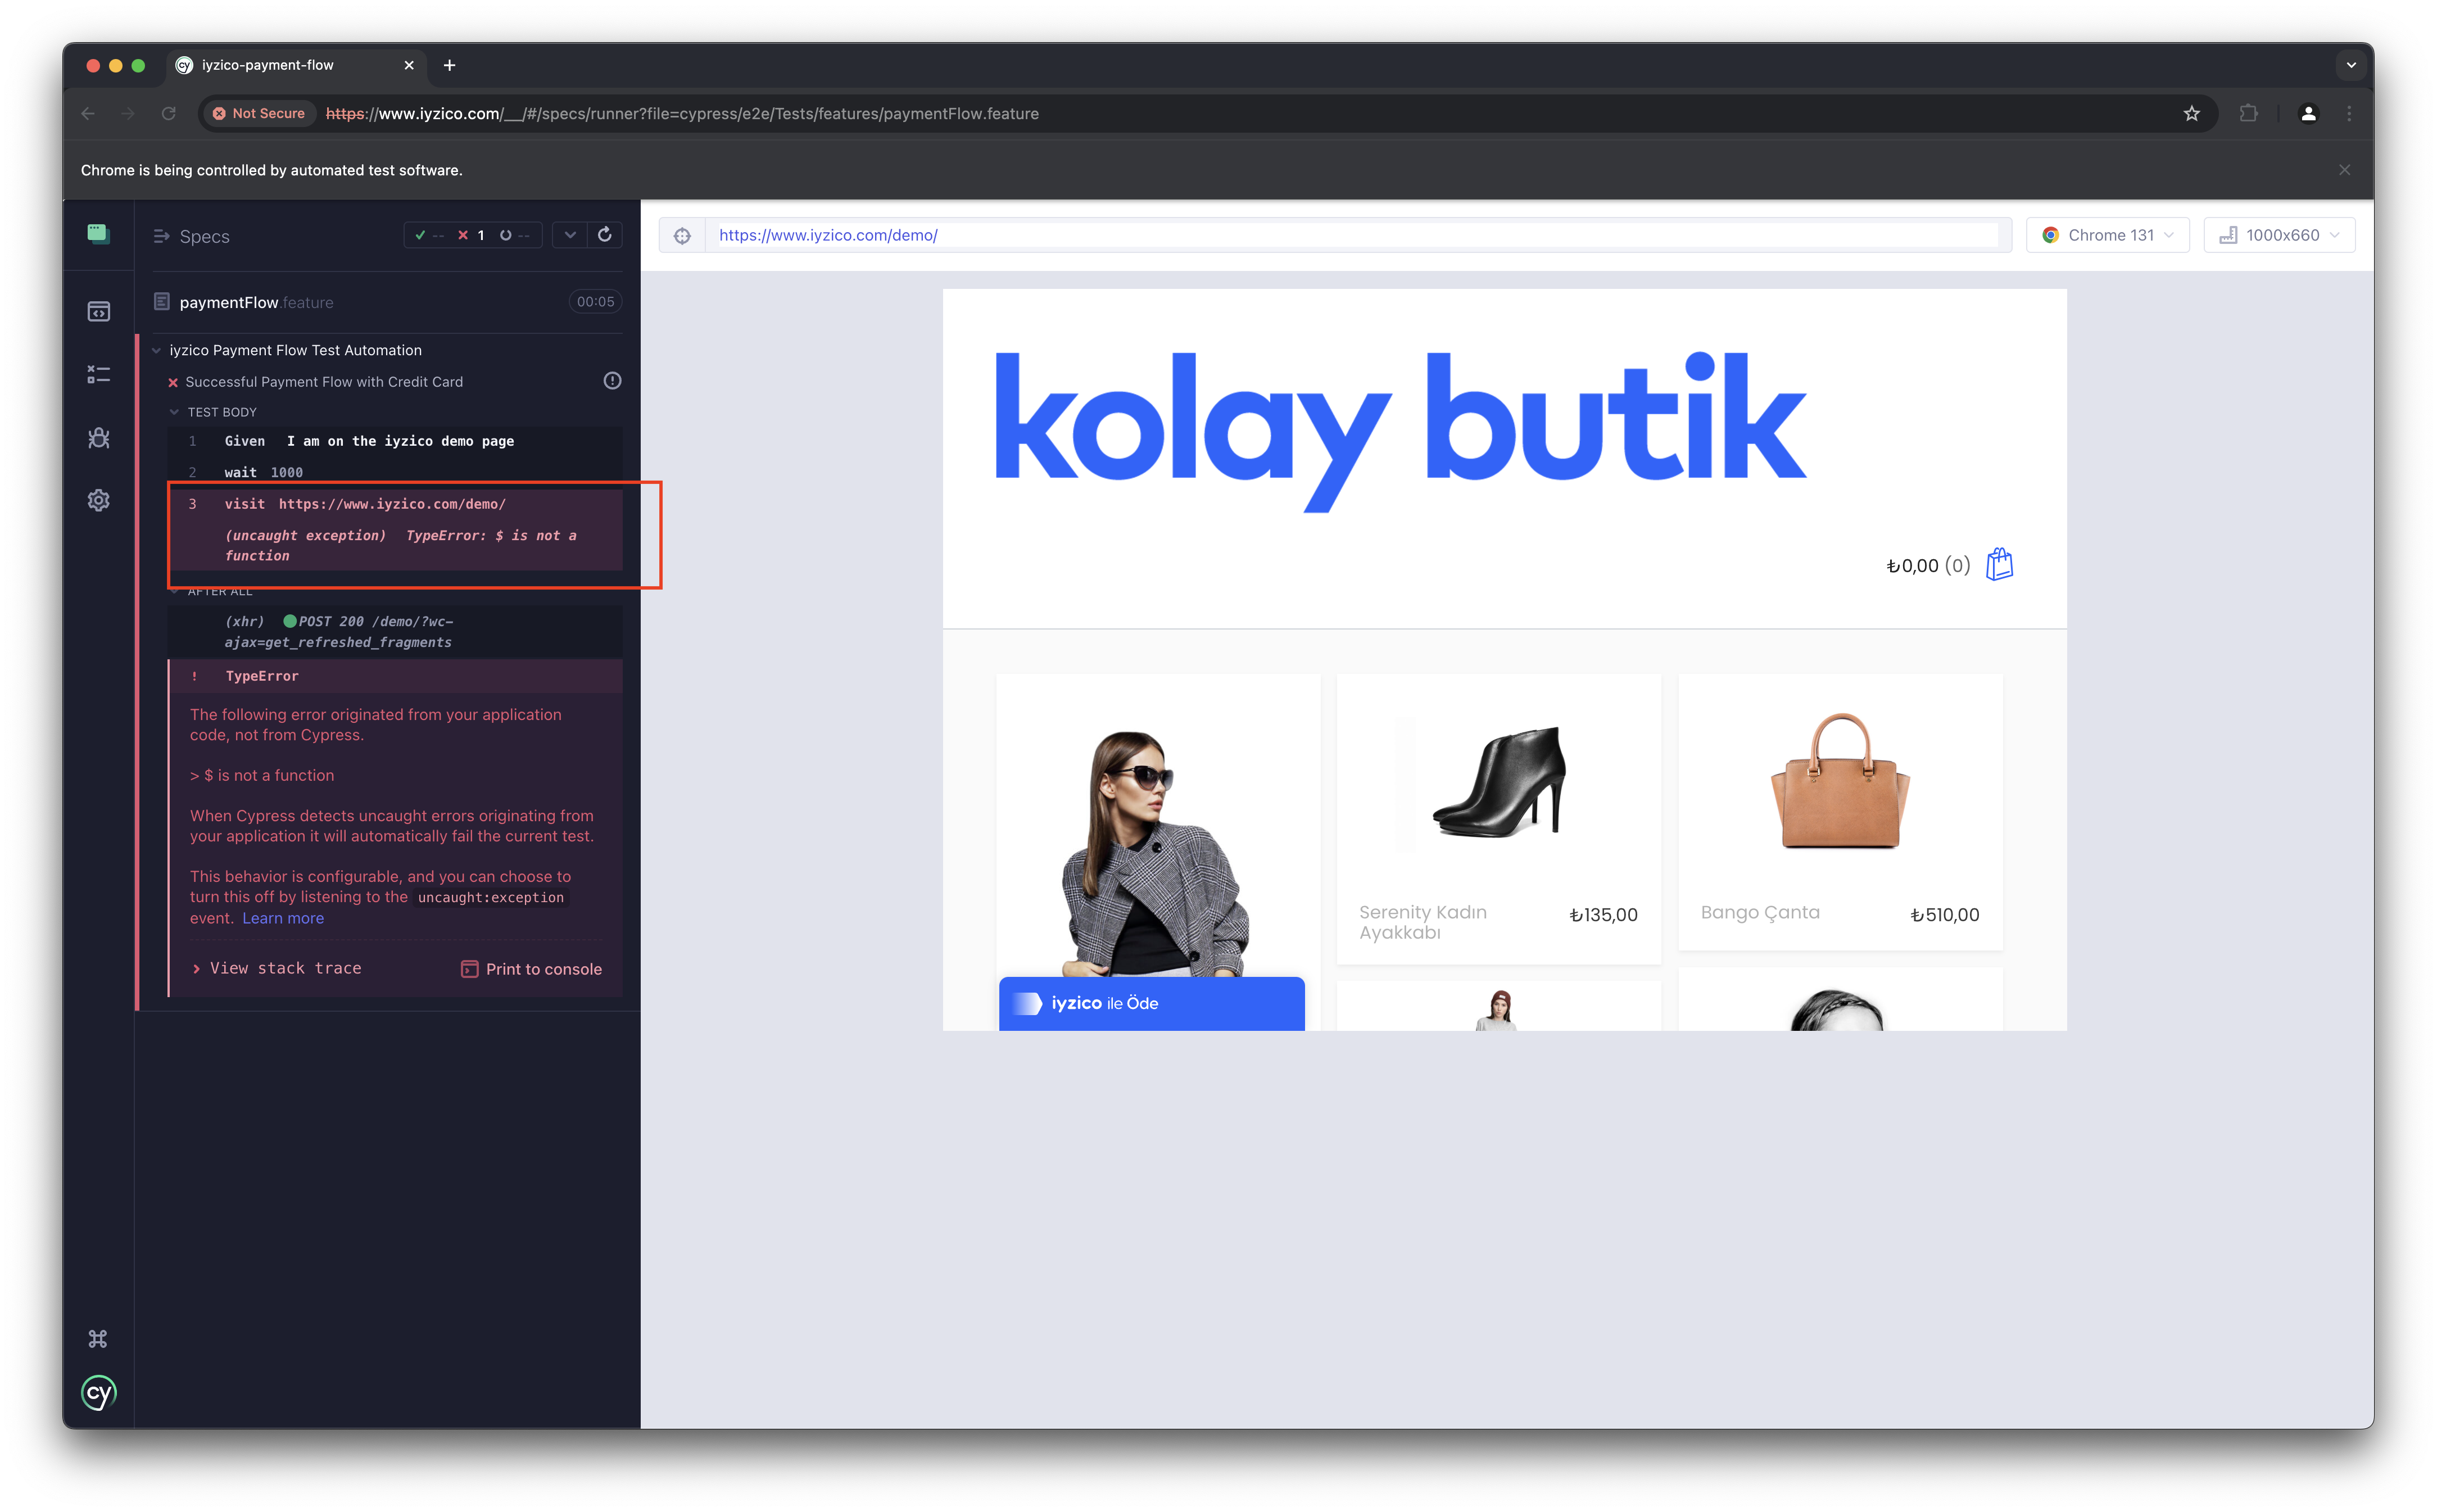 iyzico-payment-flow
Not Secure https://www.iyzico.com/__/#/specs/runner?file=cypress/e2e/Tests/features/paymentFlow.feature
Chrome is being controlled by automated test software.
Specs -- 1 --
paymentFlow.feature 00:05
iyzico Payment Flow Test Automation
Successful Payment Flow with Credit Card
TEST BODY
1 Given I am on the iyzico demo page
2 wait 1000
3 visit https://www.iyzico.com/demo/
(uncaught exception) TypeError: $ is not a
function
AFTER ALL
(xhr) POST 200 /demo/?wc-
ajax=get_refreshed_fragments
! TypeError
The following error originated from your application
code, not from Cypress.
> $ is not a function
When Cypress detects uncaught errors originating from
your application it will automatically fail the current test.
This behavior is configurable, and you can choose to
turn this off by listening to the uncaught:exception
event. Learn more
> View stack trace Print to console
cy
https://www.iyzico.com/demo/ Chrome 131 1000x660
kolay butik
₺0,00 (0)
Serenity Kadın
Ayakkabı
₺135,00
Bango Çanta ₺510,00
iyzico ile Öde